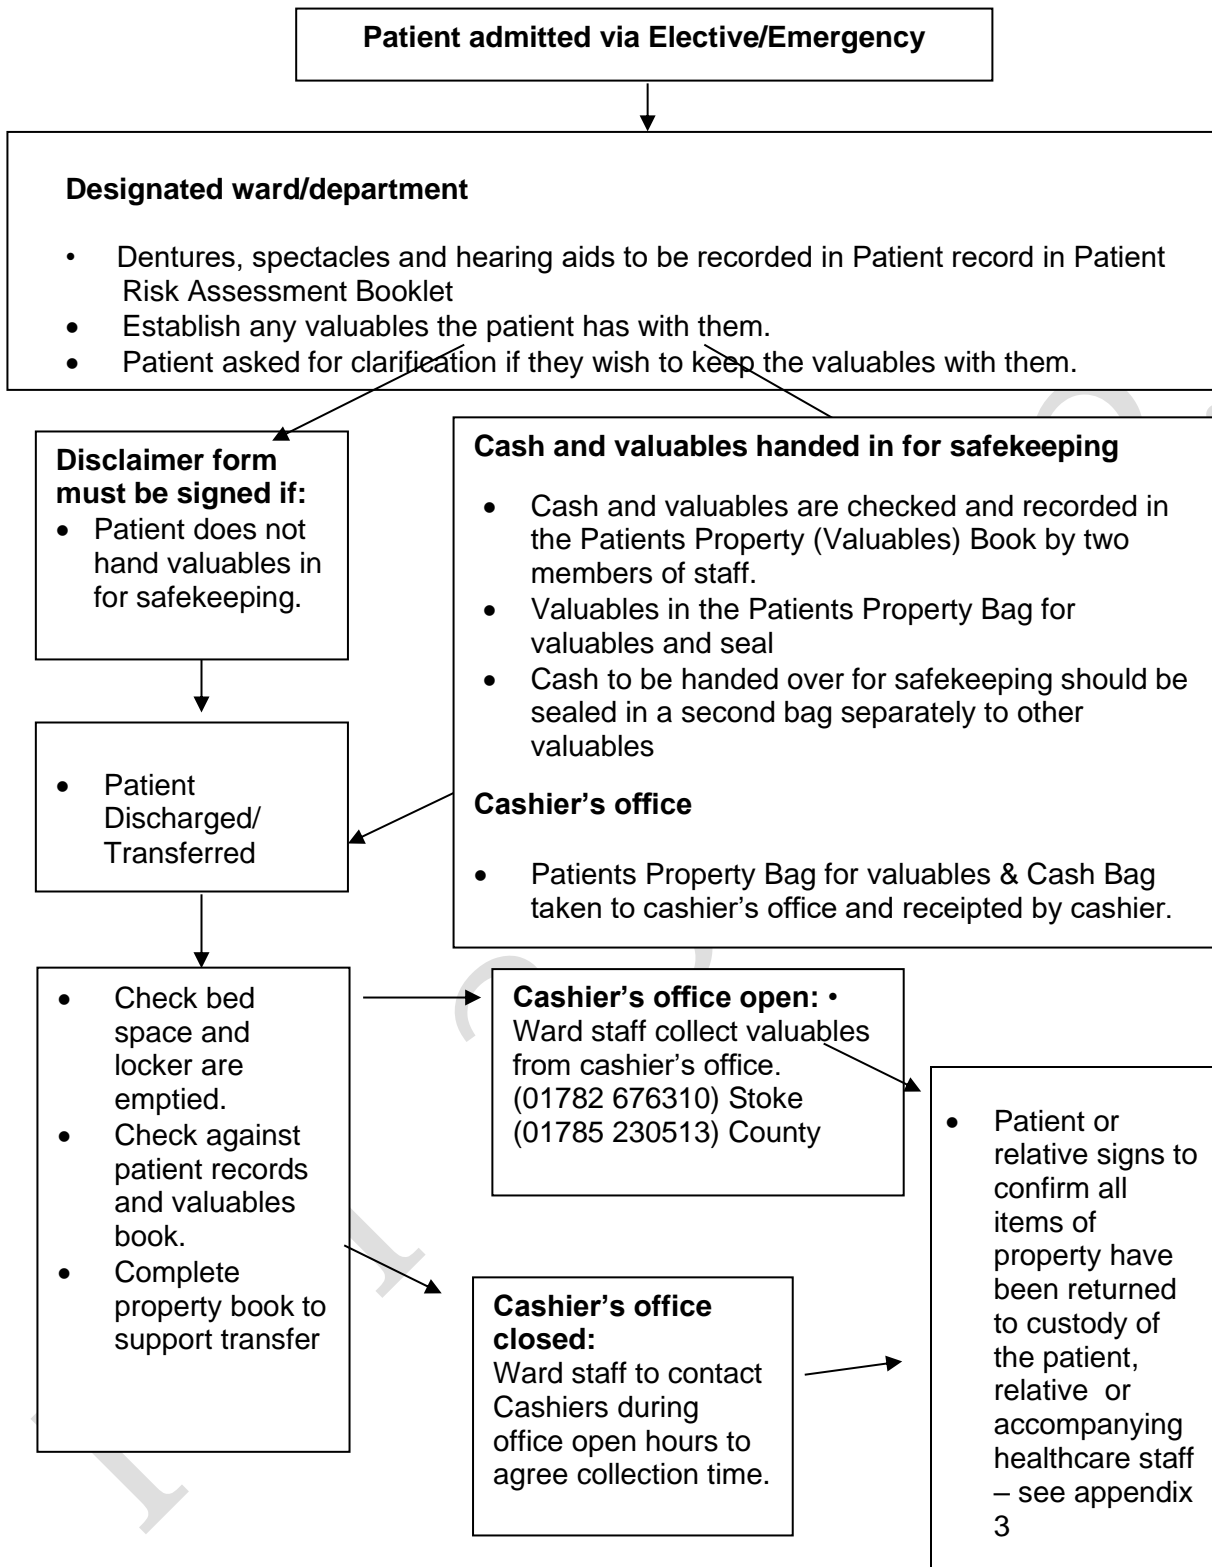 Patient admitted via Elective/Emergency
Designated ward/department
• Dentures, spectacles and hearing aids to be recorded in Patient record in Patient
Risk Assessment Booklet
• Establish any valuables the patient has with them.
• Patient asked for clarification if they wish to keep the valuables with them.
Disclaimer form
must be signed if:
• Patient does not
hand valuables in
for safekeeping.
Cash and valuables handed in for safekeeping
• Cash and valuables are checked and recorded in
the Patients Property (Valuables) Book by two
members of staff.
• Valuables in the Patients Property Bag for
valuables and seal
• Cash to be handed over for safekeeping should be
sealed in a second bag separately to other
valuables
Cashier’s office
• Patients Property Bag for valuables & Cash Bag
taken to cashier’s office and receipted by cashier.
• Patient
Discharged/
Transferred
• Check bed
space and
locker are
emptied.
• Check against
patient records
and valuables
book.
• Complete
property book to
support transfer
Cashier’s office open: •
Ward staff collect valuables
from cashier’s office.
(01782 676310) Stoke
(01785 230513) County
Cashier’s office
closed:
Ward staff to contact
Cashiers during
office open hours to
agree collection time.
• Patient or
relative signs to
confirm all
items of
property have
been returned
to custody of
the patient,
relative or
accompanying
healthcare staff
– see appendix
3